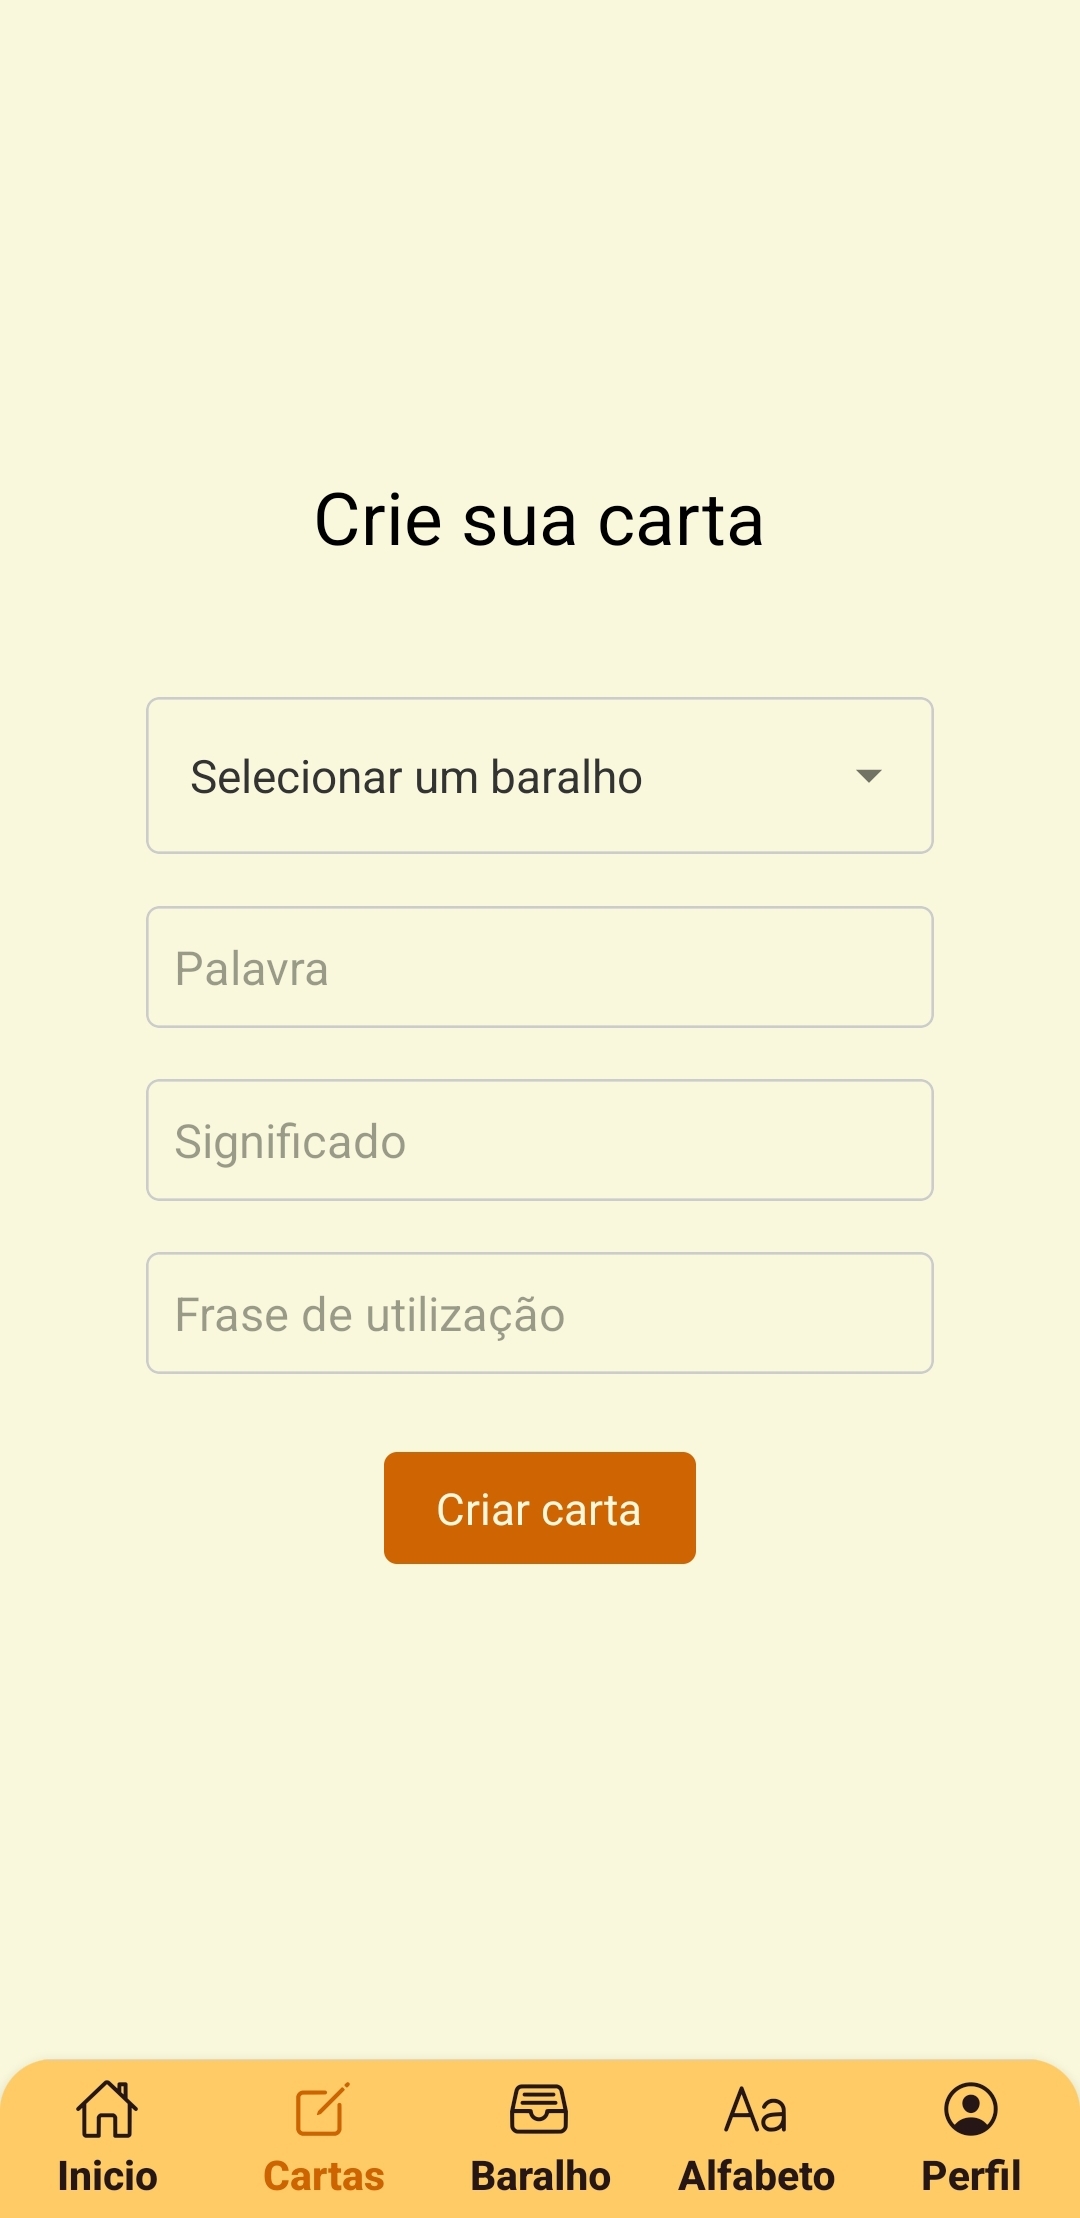 Crie sua carta
Selecionar um baralho
Palavra
Significado
Frase de utilização
Criar carta
Aa
Inicio
Cartas
Baralho
Alfabeto
Perfil